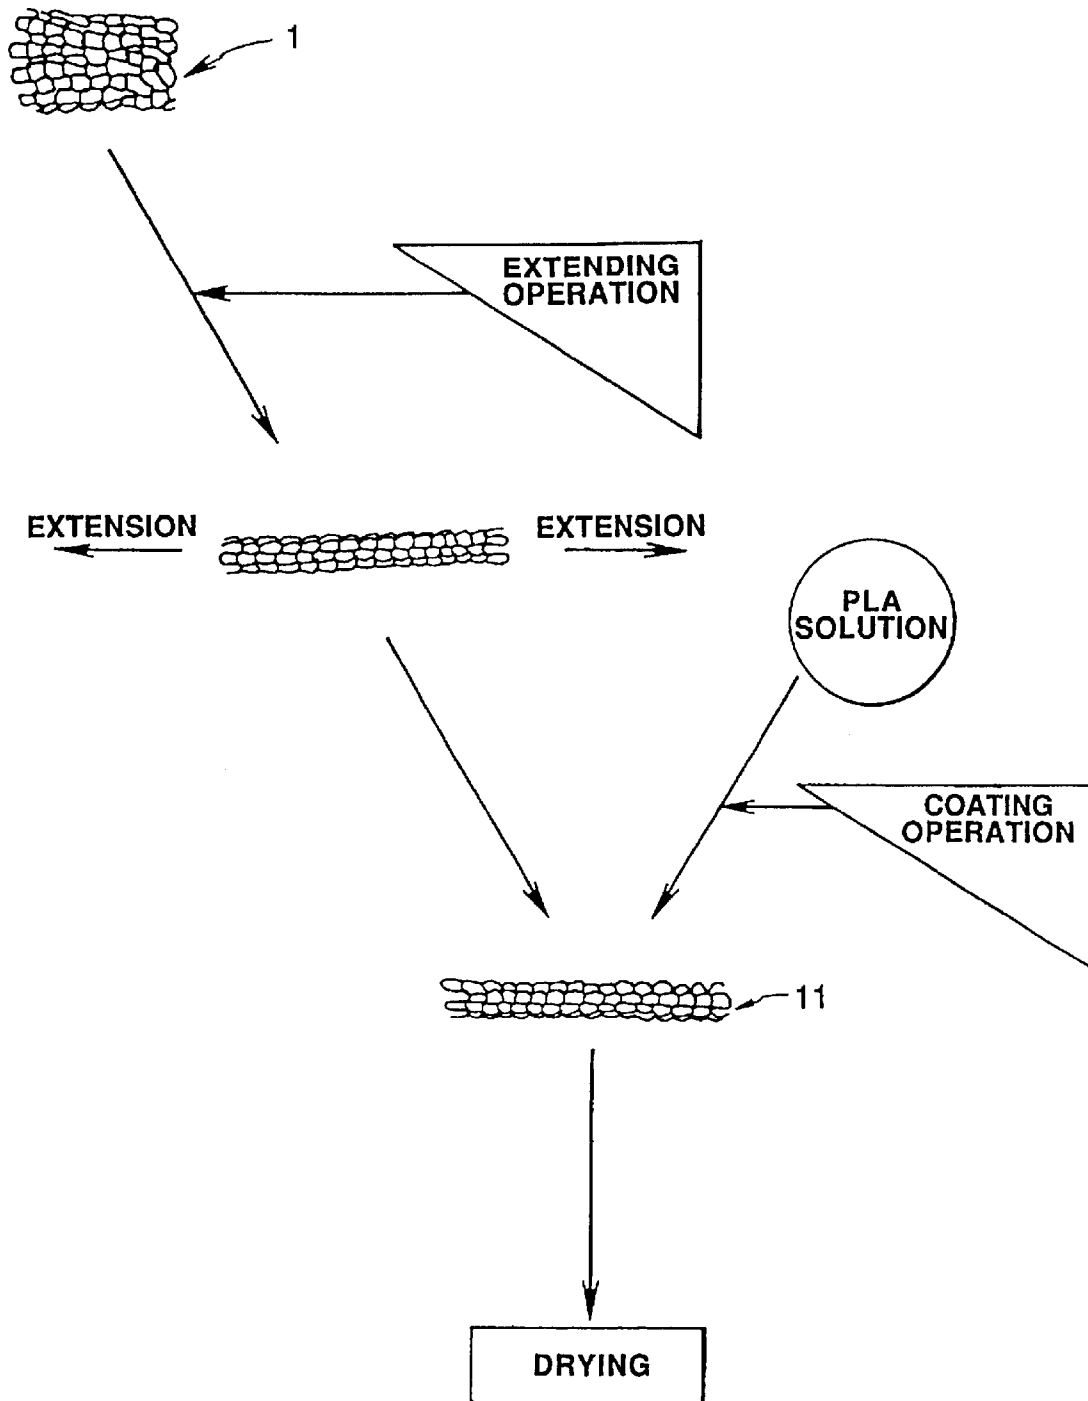 1
EXTENDING
OPERATION
EXTENSION
EXTENSION
PLA
SOLUTION
COATING
OPERATION
11
DRYING